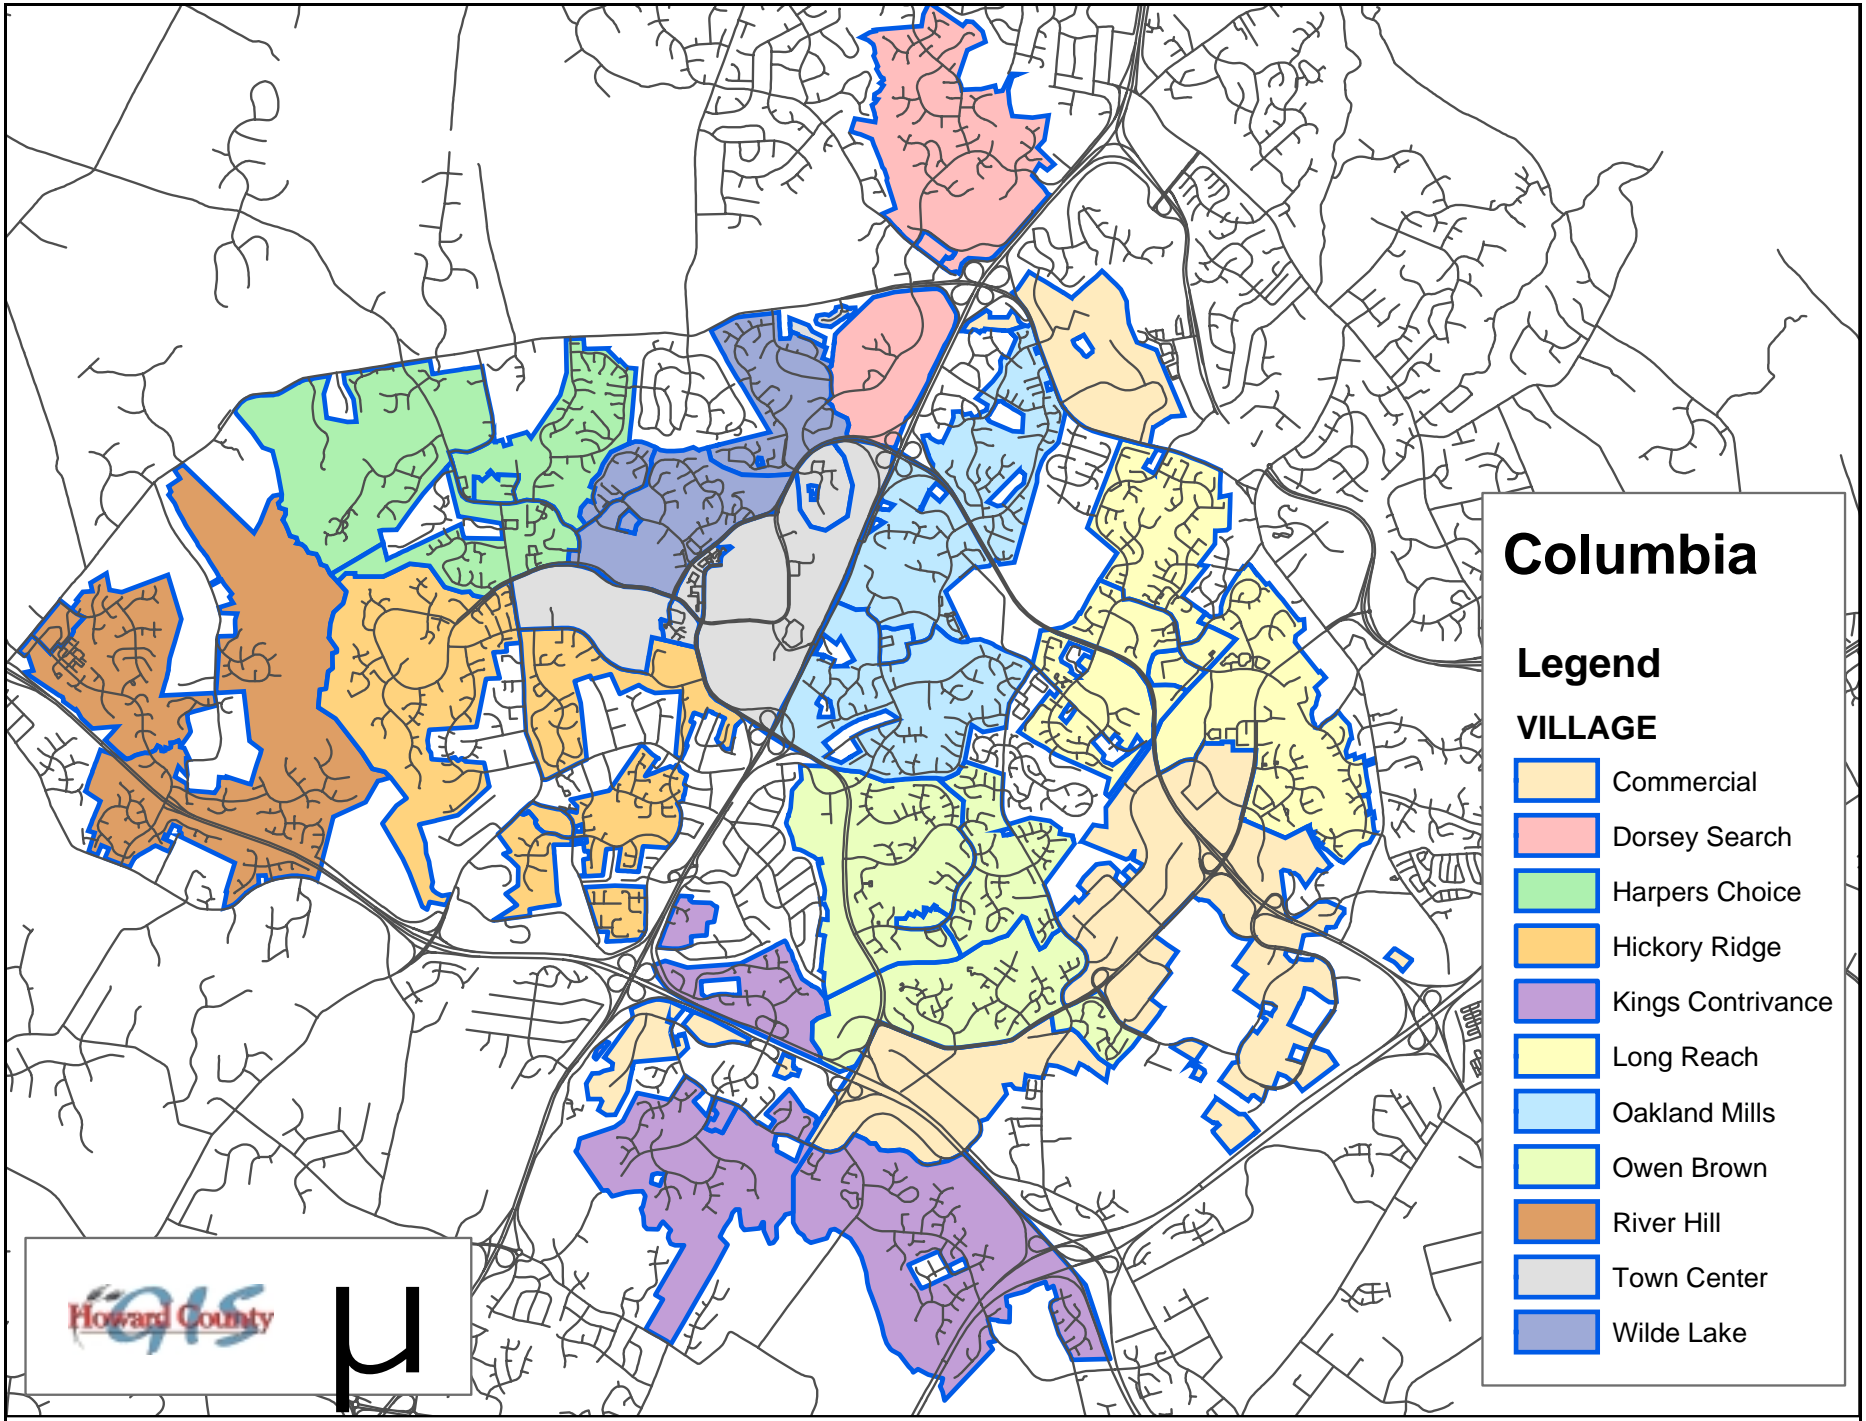 Columbia
Legend
VILLAGE
Commercial
Dorsey Search
Harpers Choice
Hickory Ridge
Kings Contrivance
Long Reach
Oakland Mills
Owen Brown
River Hill
Town Center
Wilde Lake
Howard County
GIS
µ